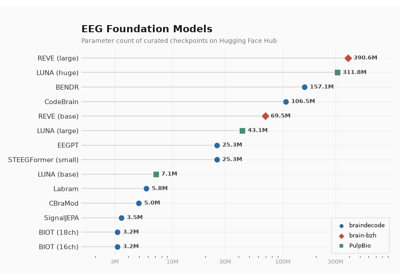 EEG Foundation Models
Parameter count of curated checkpoints on Hugging Face Hub
REVE (large) 390.6M
LUNA (huge) 311.8M
BENDR 157.1M
CodeBrain 106.5M
REVE (base) 69.5M
LUNA (large) 43.1M
EEGPT 25.3M
STEEGFormer (small) 25.3M
LUNA (base) 7.1M
Labram 5.8M
CBraMod 5.0M
SignalJEPA 3.5M
BIOT (18ch) 3.2M
BIOT (16ch) 3.2M
braindecode
brain-bzh
PulpBio
3M 10M 30M 100M 300M